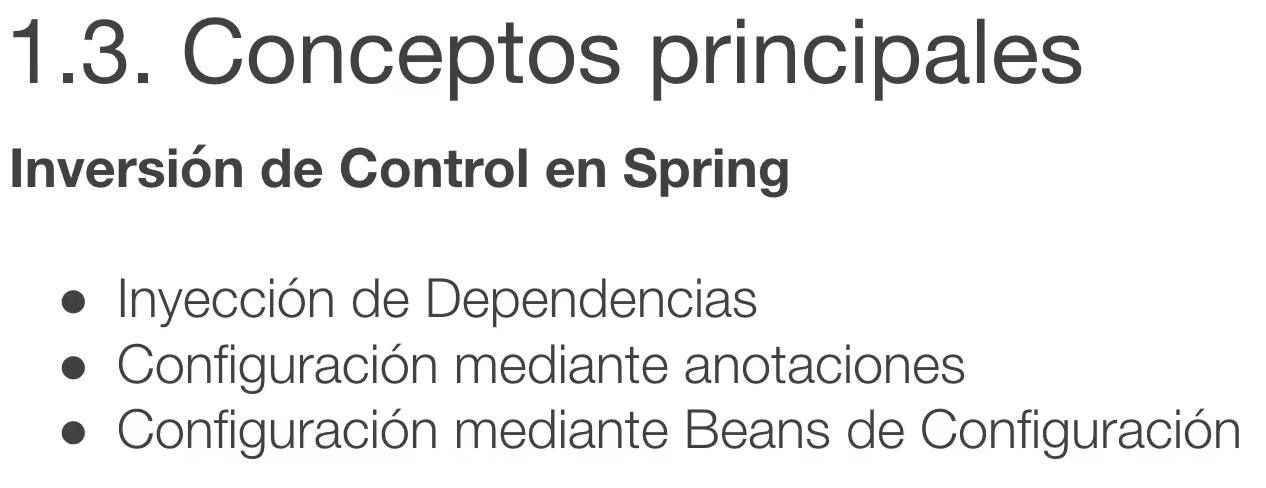 1.3. Conceptos principales
Inversión de Control en Spring
● Inyección de Dependencias
● Configuración mediante anotaciones
● Configuración mediante Beans de Configuración